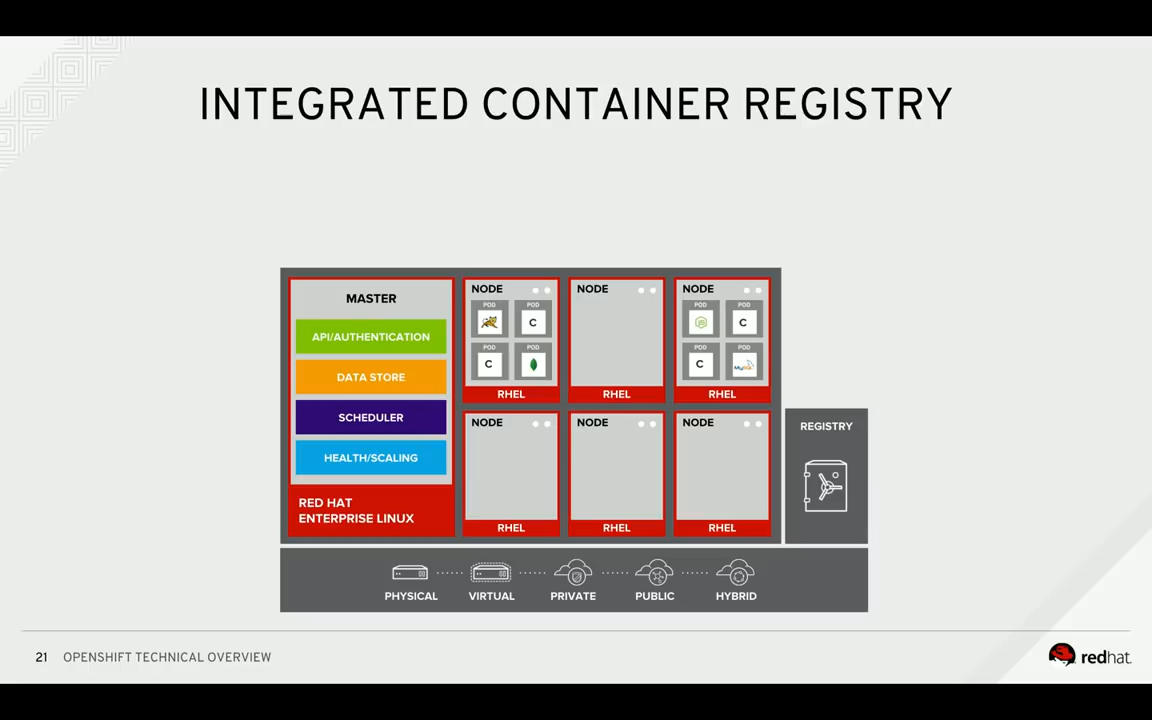 INTEGRATED CONTAINER REGISTRY
MASTER
API/AUTHENTICATION
DATA STORE
SCHEDULER
HEALTH/SCALING
RED HAT
ENTERPRISE LINUX
NODE
POD
POD
C
POD
POD
C
RHEL
NODE
RHEL
NODE
POD
POD
JS
C
POD
POD
C
MySQL
RHEL
NODE
RHEL
NODE
RHEL
NODE
RHEL
REGISTRY
PHYSICAL
VIRTUAL
PRIVATE
PUBLIC
HYBRID
21 OPENSHIFT TECHNICAL OVERVIEW
redhat.